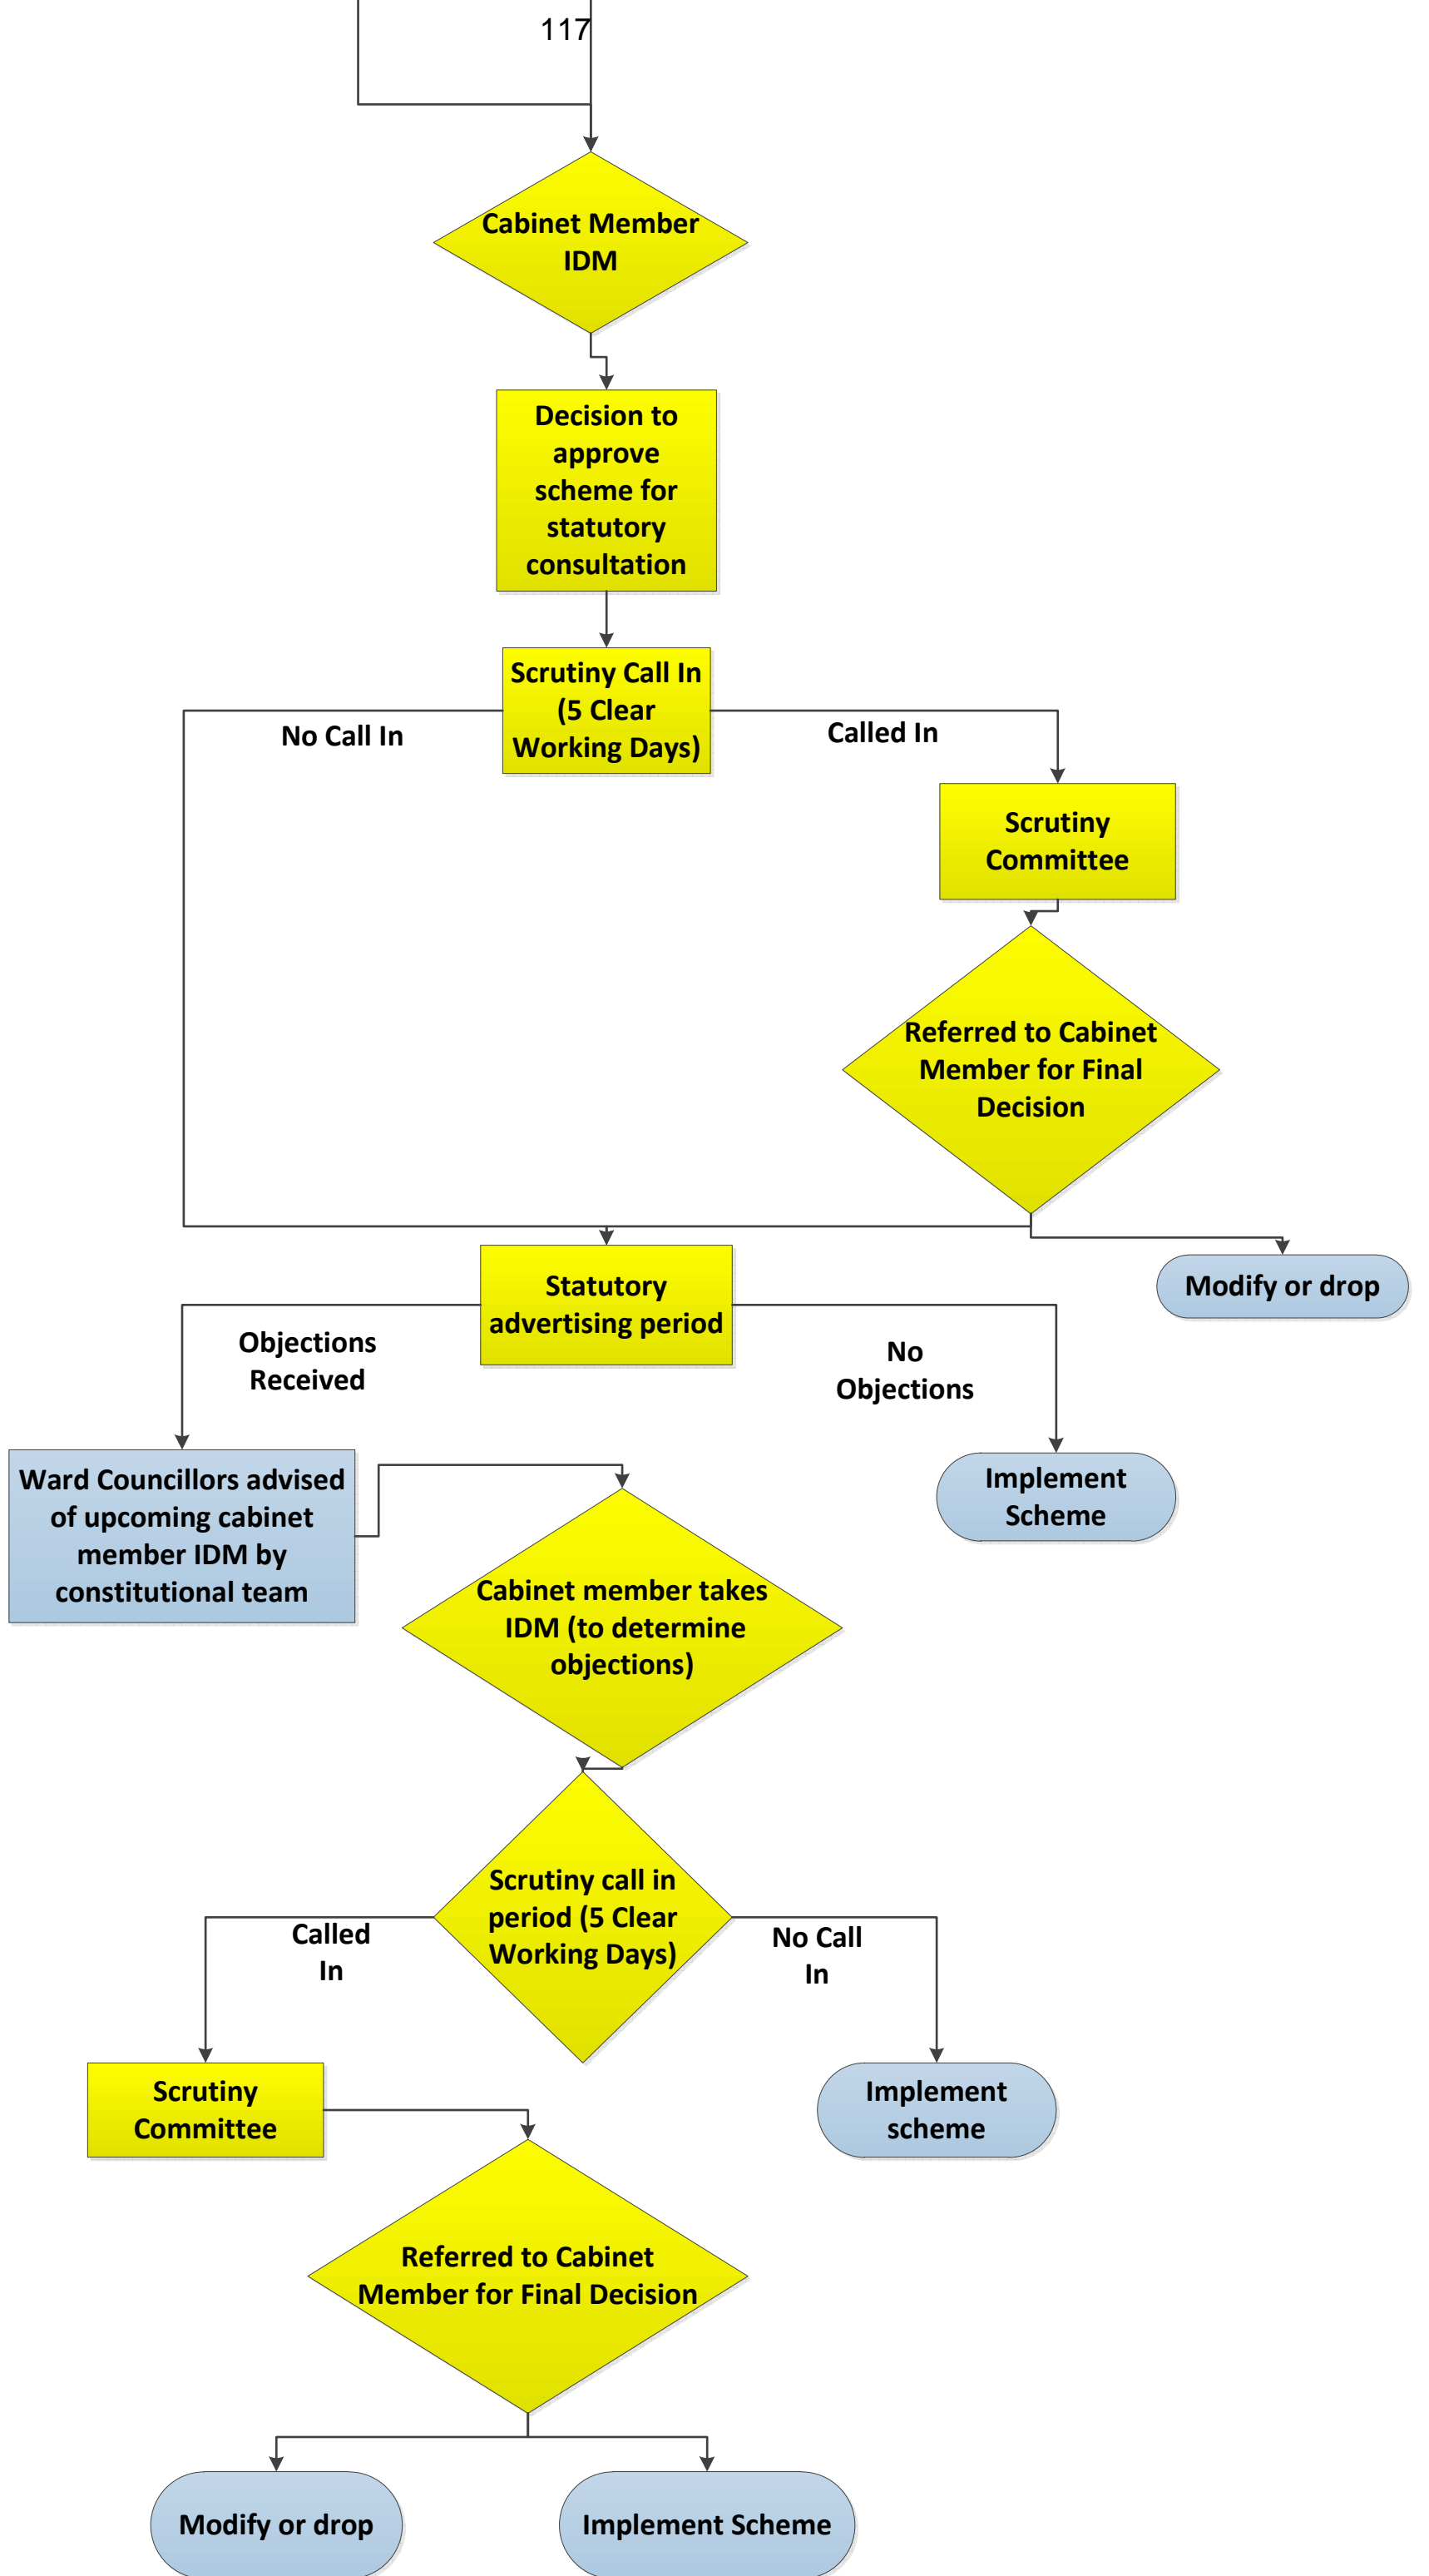 117
Cabinet Member
IDM
Decision to
approve
scheme for
statutory
consultation
Scrutiny Call In
(5 Clear
Working Days)
No Call In
Called In
Scrutiny
Committee
Referred to Cabinet
Member for Final
Decision
Statutory
advertising period
Modify or drop
Objections
Received
No
Objections
Ward Councillors advised
of upcoming cabinet
member IDM by
constitutional team
Implement
Scheme
Cabinet member takes
IDM (to determine
objections)
Scrutiny call in
period (5 Clear
Working Days)
Called
In
No Call
In
Scrutiny
Committee
Implement
scheme
Referred to Cabinet
Member for Final Decision
Modify or drop
Implement Scheme